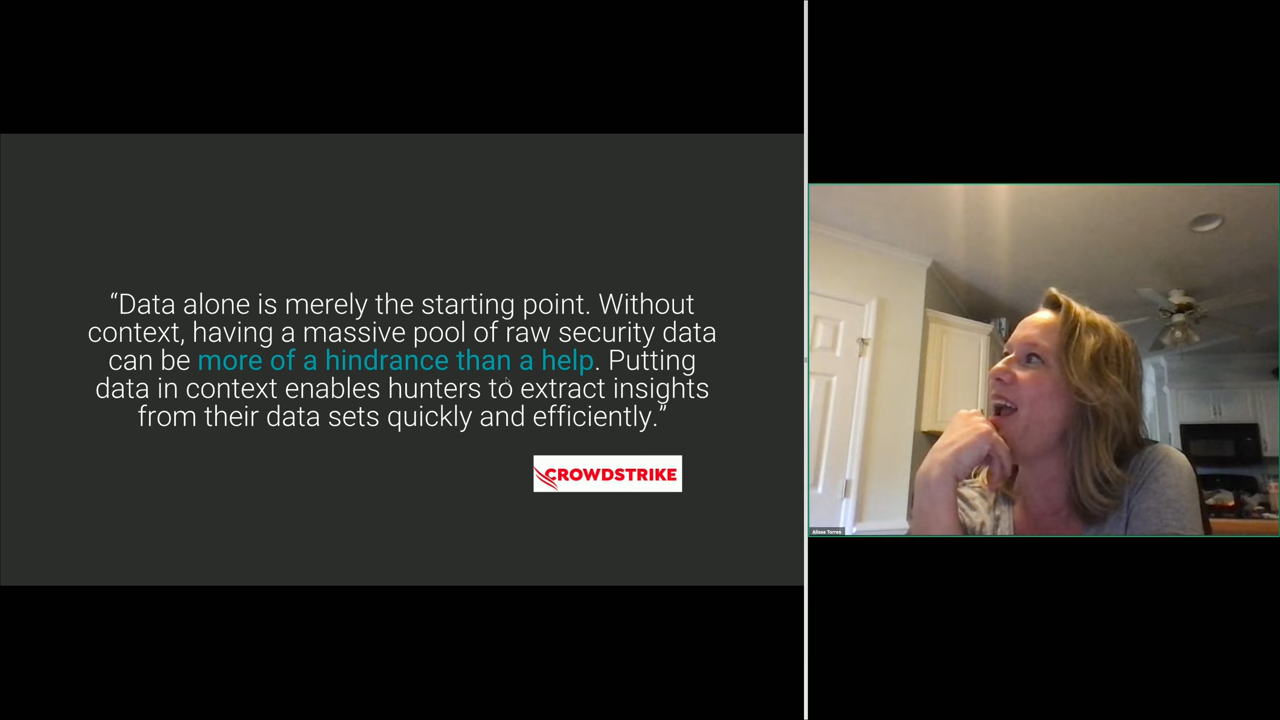 “Data alone is merely the starting point. Without
context, having a massive pool of raw security data
can be more of a hindrance than a help. Putting
data in context enables hunters to extract insights
from their data sets quickly and efficiently.”
CROWDSTRIKE
Alissa Torres